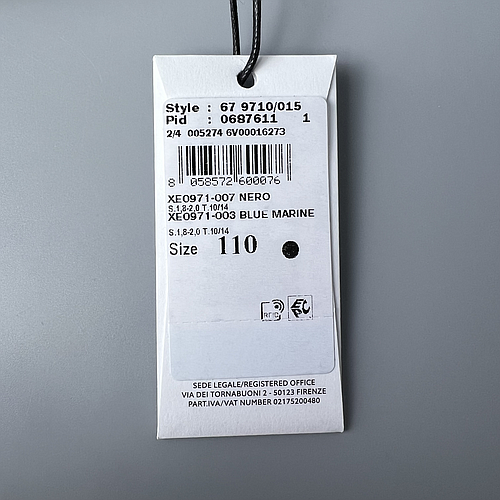 Style : 67 9710/015
Pid : 0687611 1
2/4 005274 6V00016273
8 058572 600076
XE0971-007 NERO
S.1,8-2,0 T.10/14
XE0971-003 BLUE MARINE
S.1,8-2,0 T.10/14
Size 110
RFID
EPC
SEDE LEGALE/REGISTERED OFFICE
VIA DEI TORNABUONI 2 - 50123 FIRENZE
PART.IVA/VAT NUMBER 02175200480